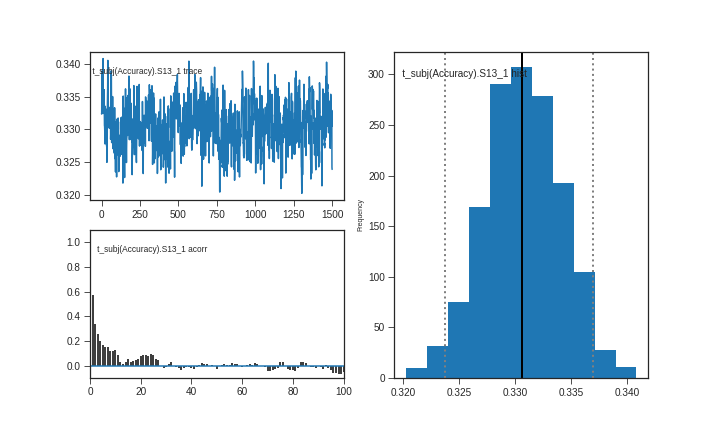 t_subj(Accuracy).S13_1 trace
0.340
0.335
0.330
0.325
0.320
0 250 500 750 1000 1250 1500
t_subj(Accuracy).S13_1 acorr
1.0
0.8
0.6
0.4
0.2
0.0
0 20 40 60 80 100
t_subj(Accuracy).S13_1 hist
Frequency
300
250
200
150
100
50
0
0.320 0.325 0.330 0.335 0.340